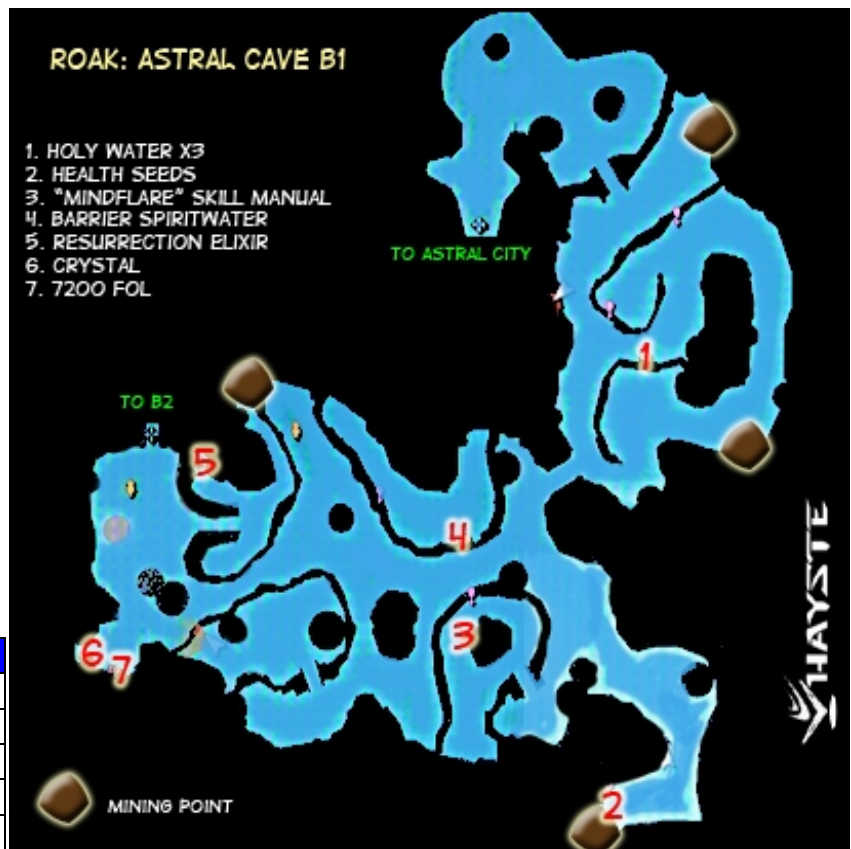 ROAK: ASTRAL CAVE B1
1. HOLY WATER X3
2. HEALTH SEEDS
3. "MINDFLARE" SKILL MANUAL
4. BARRIER SPIRITWATER
5. RESURRECTION ELIXIR
6. CRYSTAL
7. 7200 FOL
TO ASTRAL CITY
1
TO B2
5
4
3
6
7
2
HAYSTE
MINING POINT